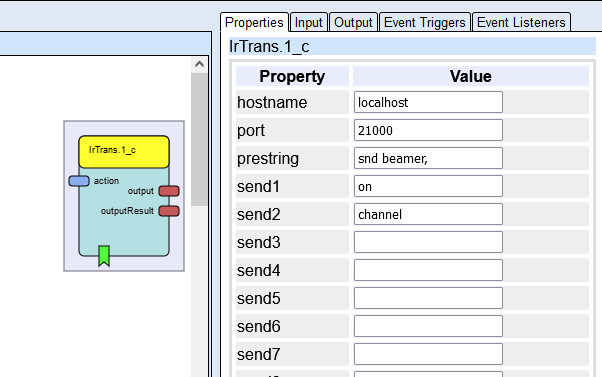 Properties Input Output Event Triggers Event Listeners
IrTrans.1_c
Property Value
hostname localhost
port 21000
prestring snd beamer,
send1 on
send2 channel
send3
send4
send5
send6
send7
IrTrans.1_c
action
output
outputResult